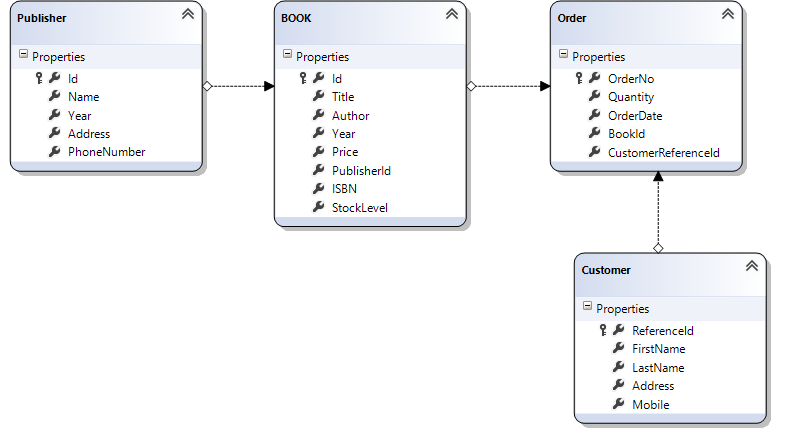 Publisher
Properties
Id
Name
Year
Address
PhoneNumber
BOOK
Properties
Id
Title
Author
Year
Price
PublisherId
ISBN
StockLevel
Order
Properties
OrderNo
Quantity
OrderDate
BookId
CustomerReferenceId
Customer
Properties
ReferenceId
FirstName
LastName
Address
Mobile